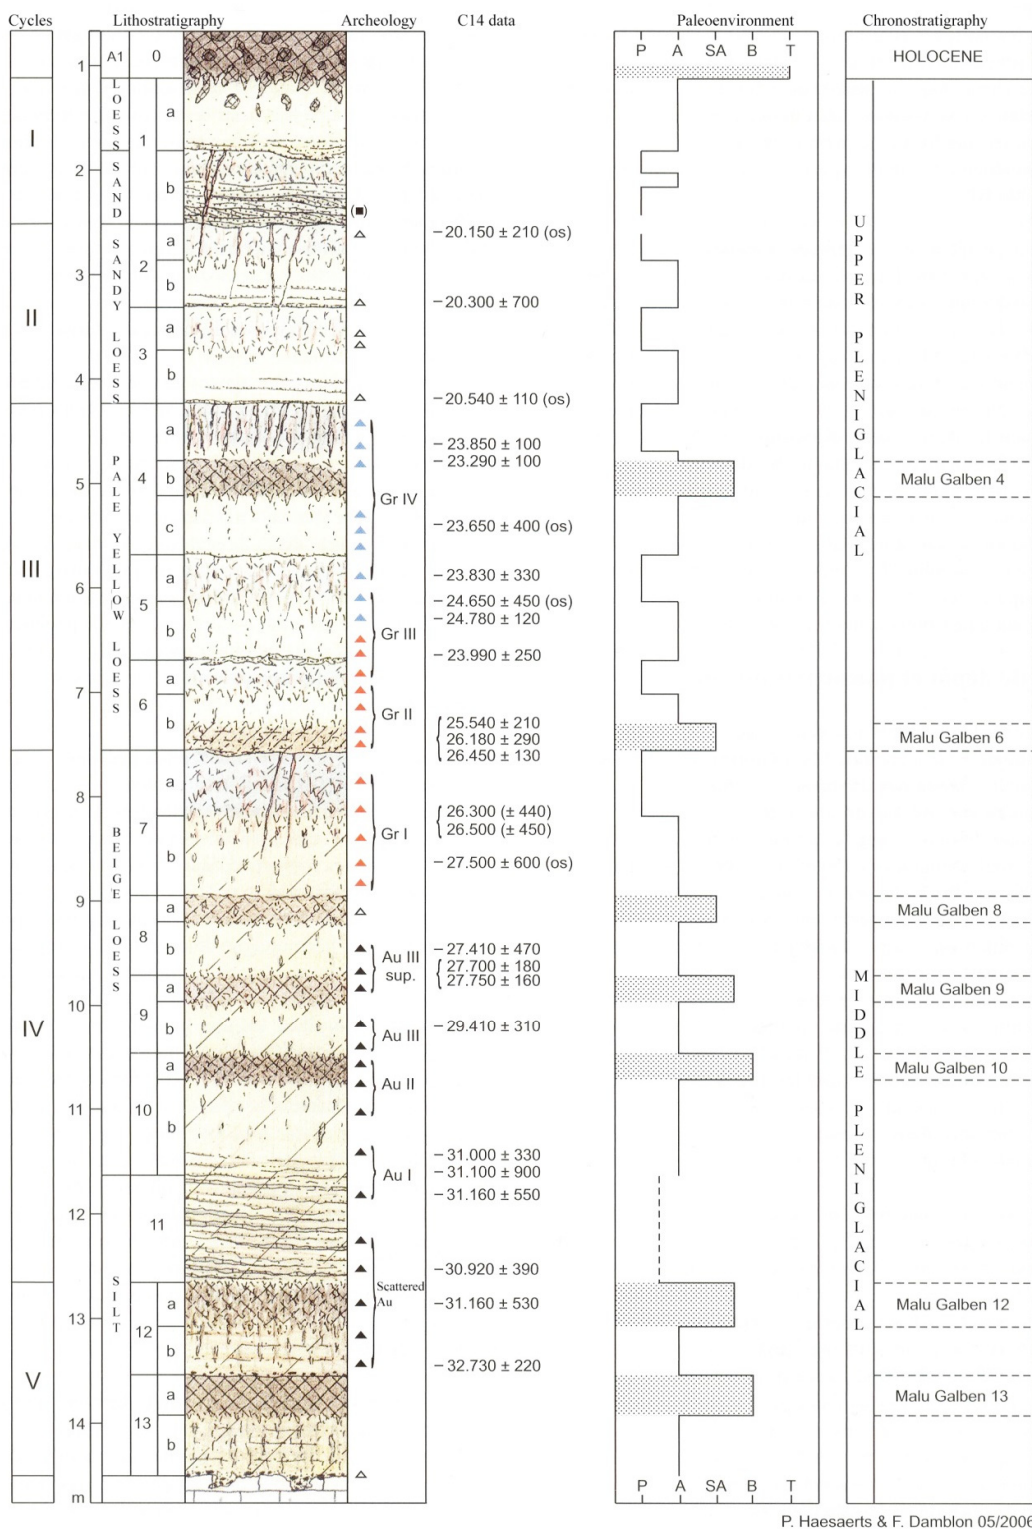 Cycles Lithostratigraphy Archeology C14 data Paleoenvironment Chronostratigraphy
P A SA B T
A1 0 HOLOCENE
1
LOESS
a
I
1
2
SAND
b
(■)
a
-20.150 ± 210 (os)
2
3
SANDY LOESS
b
-20.300 ± 700
II
a
3
b
4
-20.540 ± 110 (os)
UPPER PLENIGLACIAL
a
-23.850 ± 100
-23.290 ± 100
4
b
Malu Galben 4
5
PALE YELLOW LOESS
Gr IV
c
-23.650 ± 400 (os)
III
a
-23.830 ± 330
6
-24.650 ± 450 (os)
5
-24.780 ± 120
b
Gr III
-23.990 ± 250
a
7
6
Gr II
b
25.540 ± 210
26.180 ± 290
26.450 ± 130
Malu Galben 6
a
8
26.300 (± 440)
26.500 (± 450)
7
Gr I
b
-27.500 ± 600 (os)
BEIGE LOESS
9
a
Malu Galben 8
8
b
Au III
sup.
-27.410 ± 470
27.700 ± 180
27.750 ± 160
a
Malu Galben 9
10
9
IV
b
Au III
-29.410 ± 310
MIDDLE PLENIGLACIAL
a
Malu Galben 10
Au II
11
10
b
-31.000 ± 330
Au I
-31.100 ± 900
-31.160 ± 550
12
11
-30.920 ± 390
SILT
Scattered
Au
a
-31.160 ± 530
Malu Galben 12
13
12
b
-32.730 ± 220
V
a
Malu Galben 13
14
13
b
P A SA B T
m
P. Haesaerts & F. Damblon 05/2006